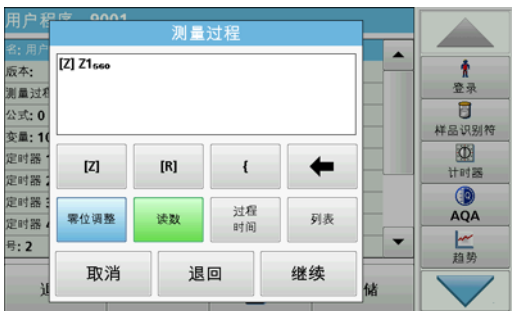 用户程序 9001
测量过程
名: 用户
[Z] Z1₅₆₀
版本:
测量过程
公式: 0
变量: 10
定时器
定时器
定时器
定时器
号: 2
[Z] [R] {
零位调整 读数 过程时间 列表
取消 退回 继续
储
登录
样品识别符
计时器
AQA
趋势